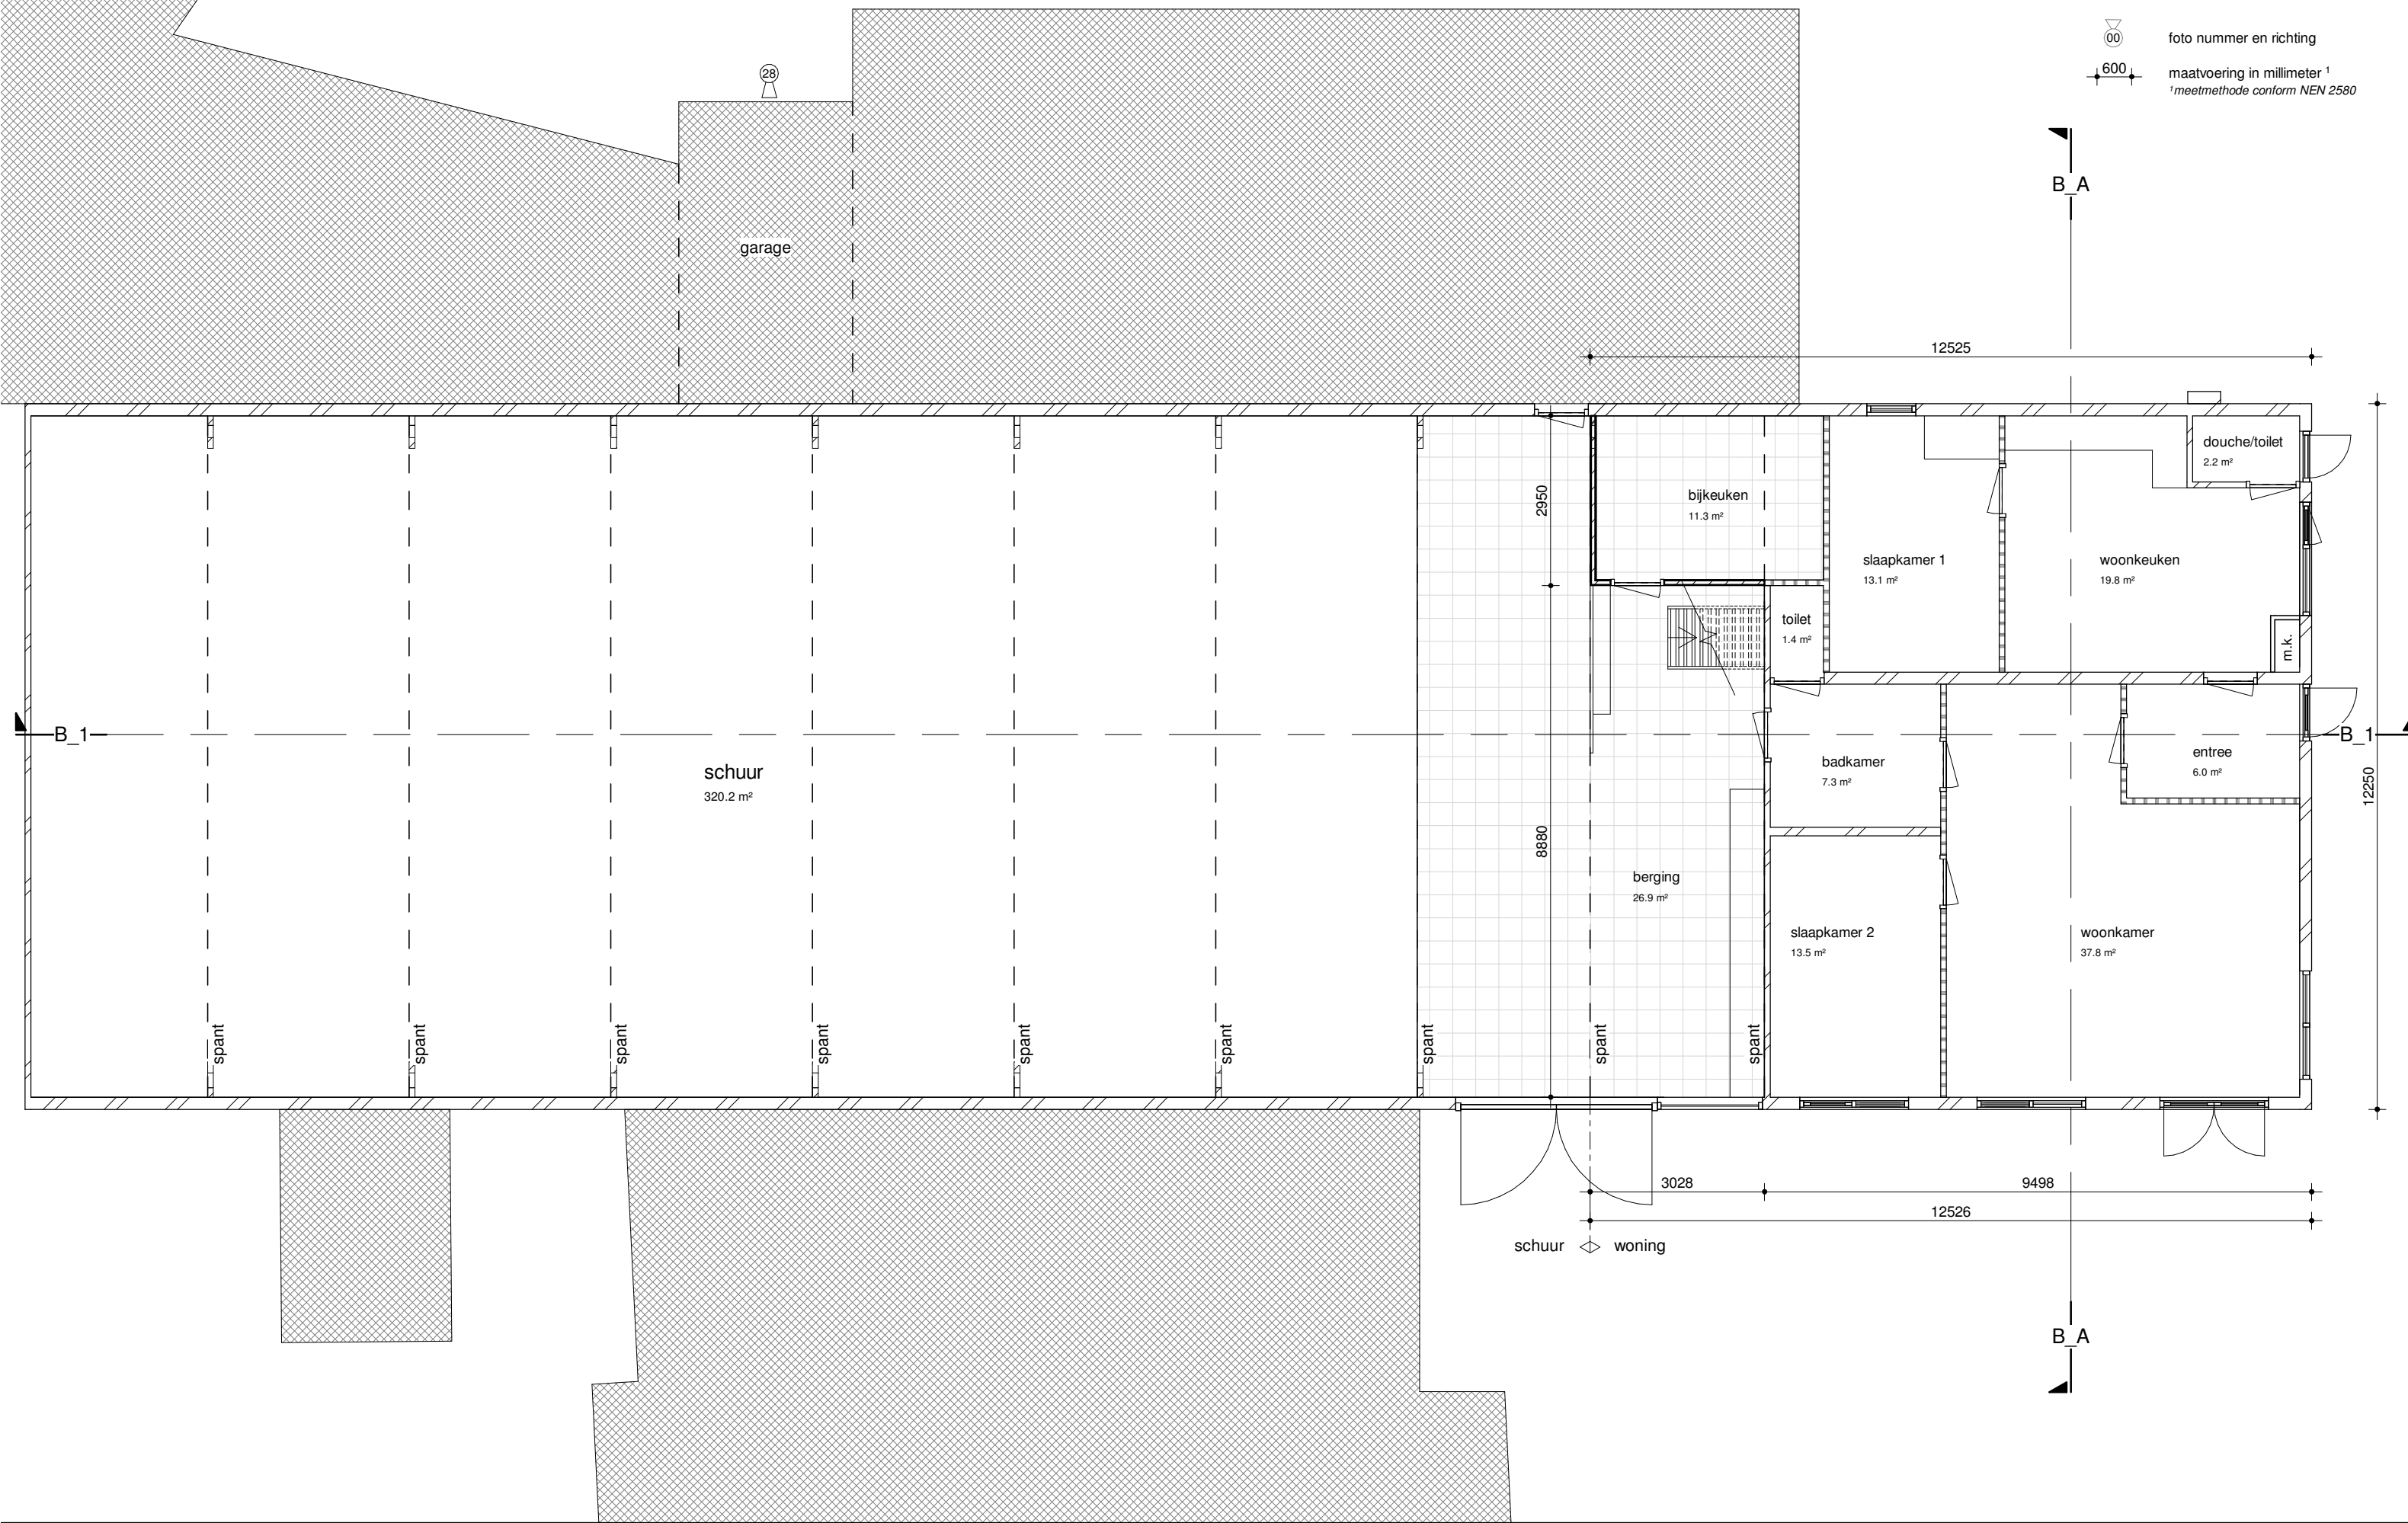 00
foto nummer en richting
600
maatvoering in millimeter ¹
¹meetmethode conform NEN 2580
28
B_A
garage
12525
douche/toilet
2.2 m²
bijkeuken
11.3 m²
2950
slaapkamer 1
13.1 m²
woonkeuken
19.8 m²
toilet
1.4 m²
m.k.
B_1
B_1
schuur
320.2 m²
badkamer
7.3 m²
entree
6.0 m²
12250
8880
berging
26.9 m²
slaapkamer 2
13.5 m²
woonkamer
37.8 m²
spant
spant
spant
spant
spant
spant
spant
spant
spant
3028
9498
12526
schuur
woning
B_A